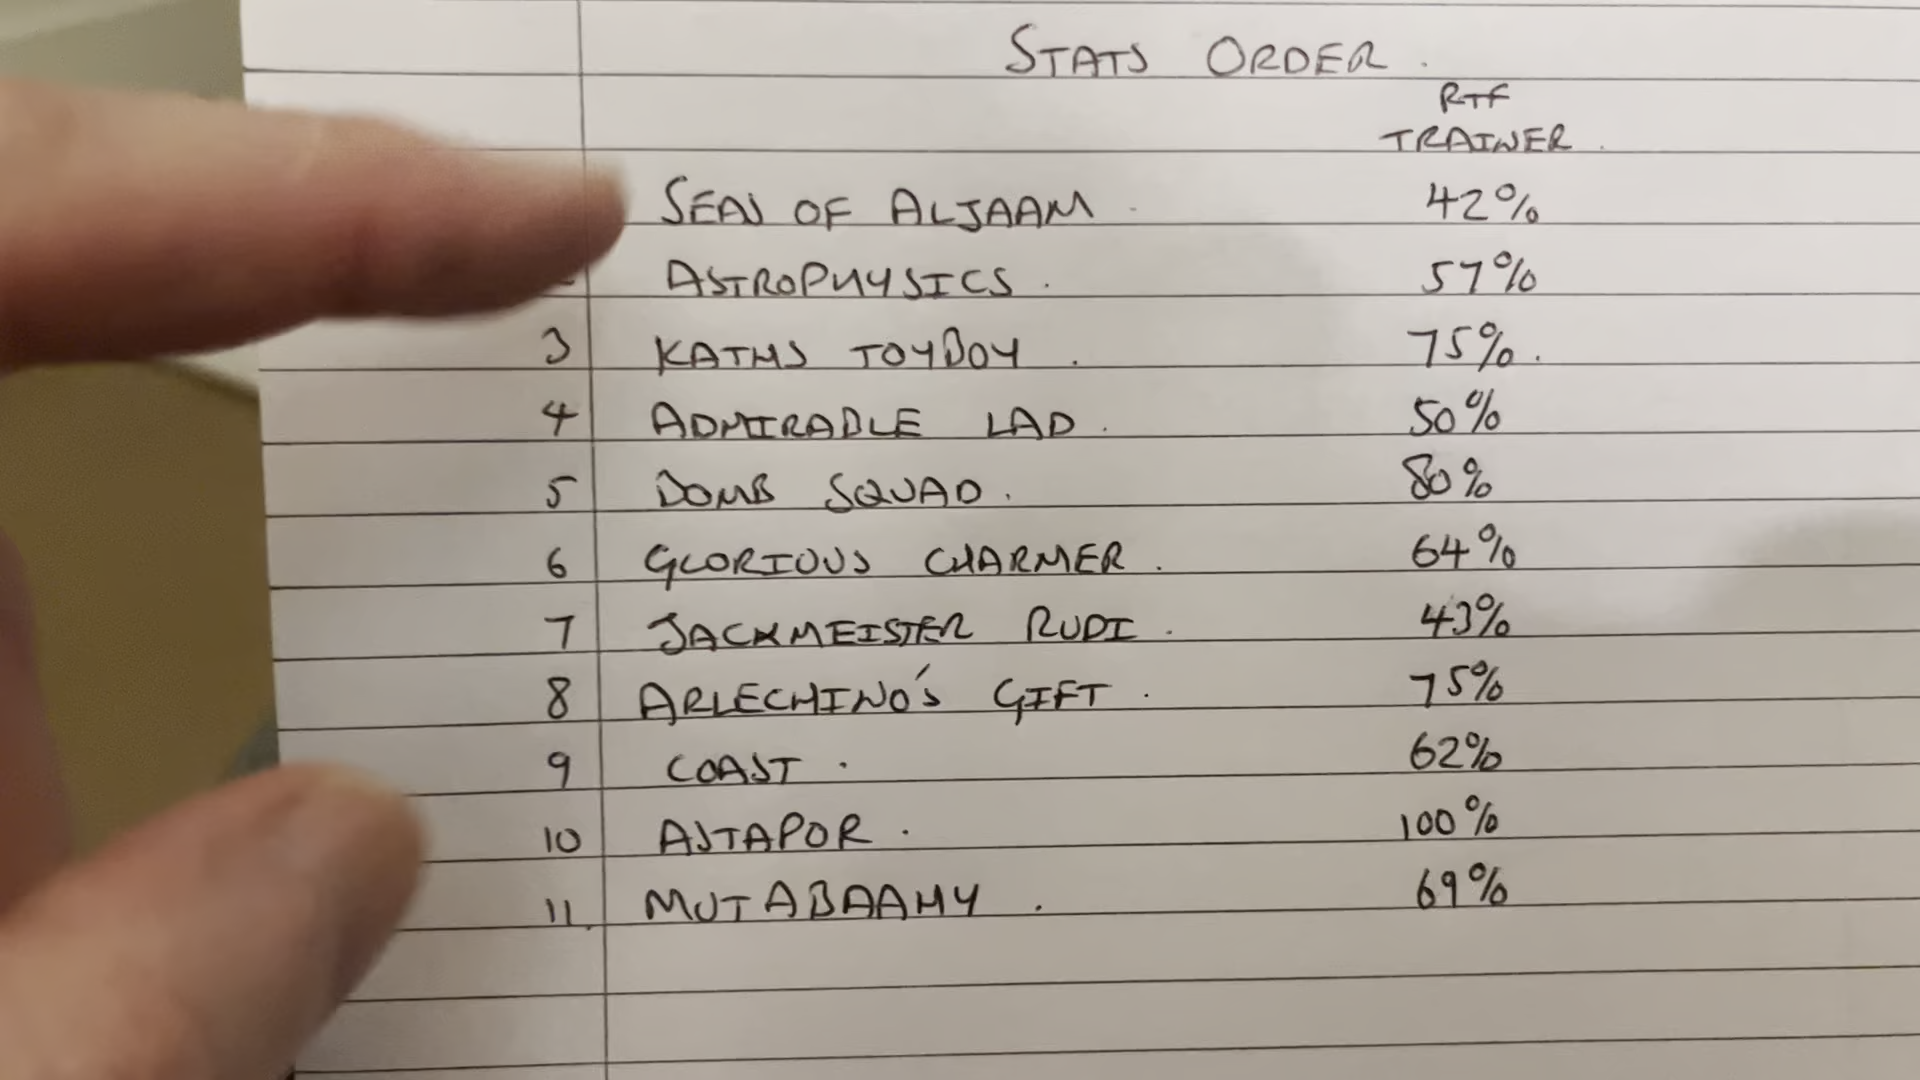 STATS ORDER.
RTF
TRAINER.
SEAN OF ALJAAM. 42%
ASTROPHYSICS. 57%
3 KATHS TOYBOY. 75%.
4 ADMIRABLE LAD. 50%
5 BOMB SQUAD. 80%
6 GLORIOUS CHARMER. 64%
7 JACKMEISTER RUDI. 43%
8 ARLECHINO'S GIFT. 75%
9 COAST. 62%
10 ASTAPOR. 100%
11. MUTABAAHY. 69%